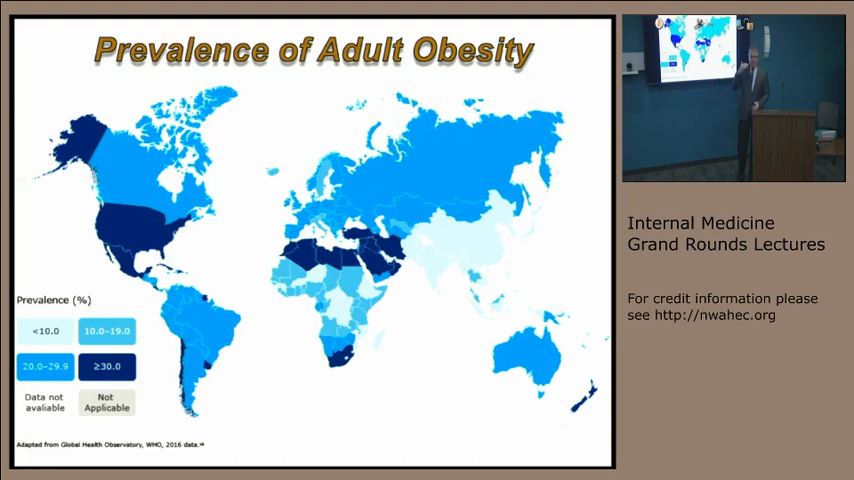 Prevalence of Adult Obesity
Prevalence (%)
<10.0
10.0–19.0
20.0–29.9
≥30.0
Data not
avaliable
Not
Applicable
Adapted from Global Health Observatory, WHO, 2016 data.
Internal Medicine
Grand Rounds Lectures
For credit information please
see http://nwahec.org